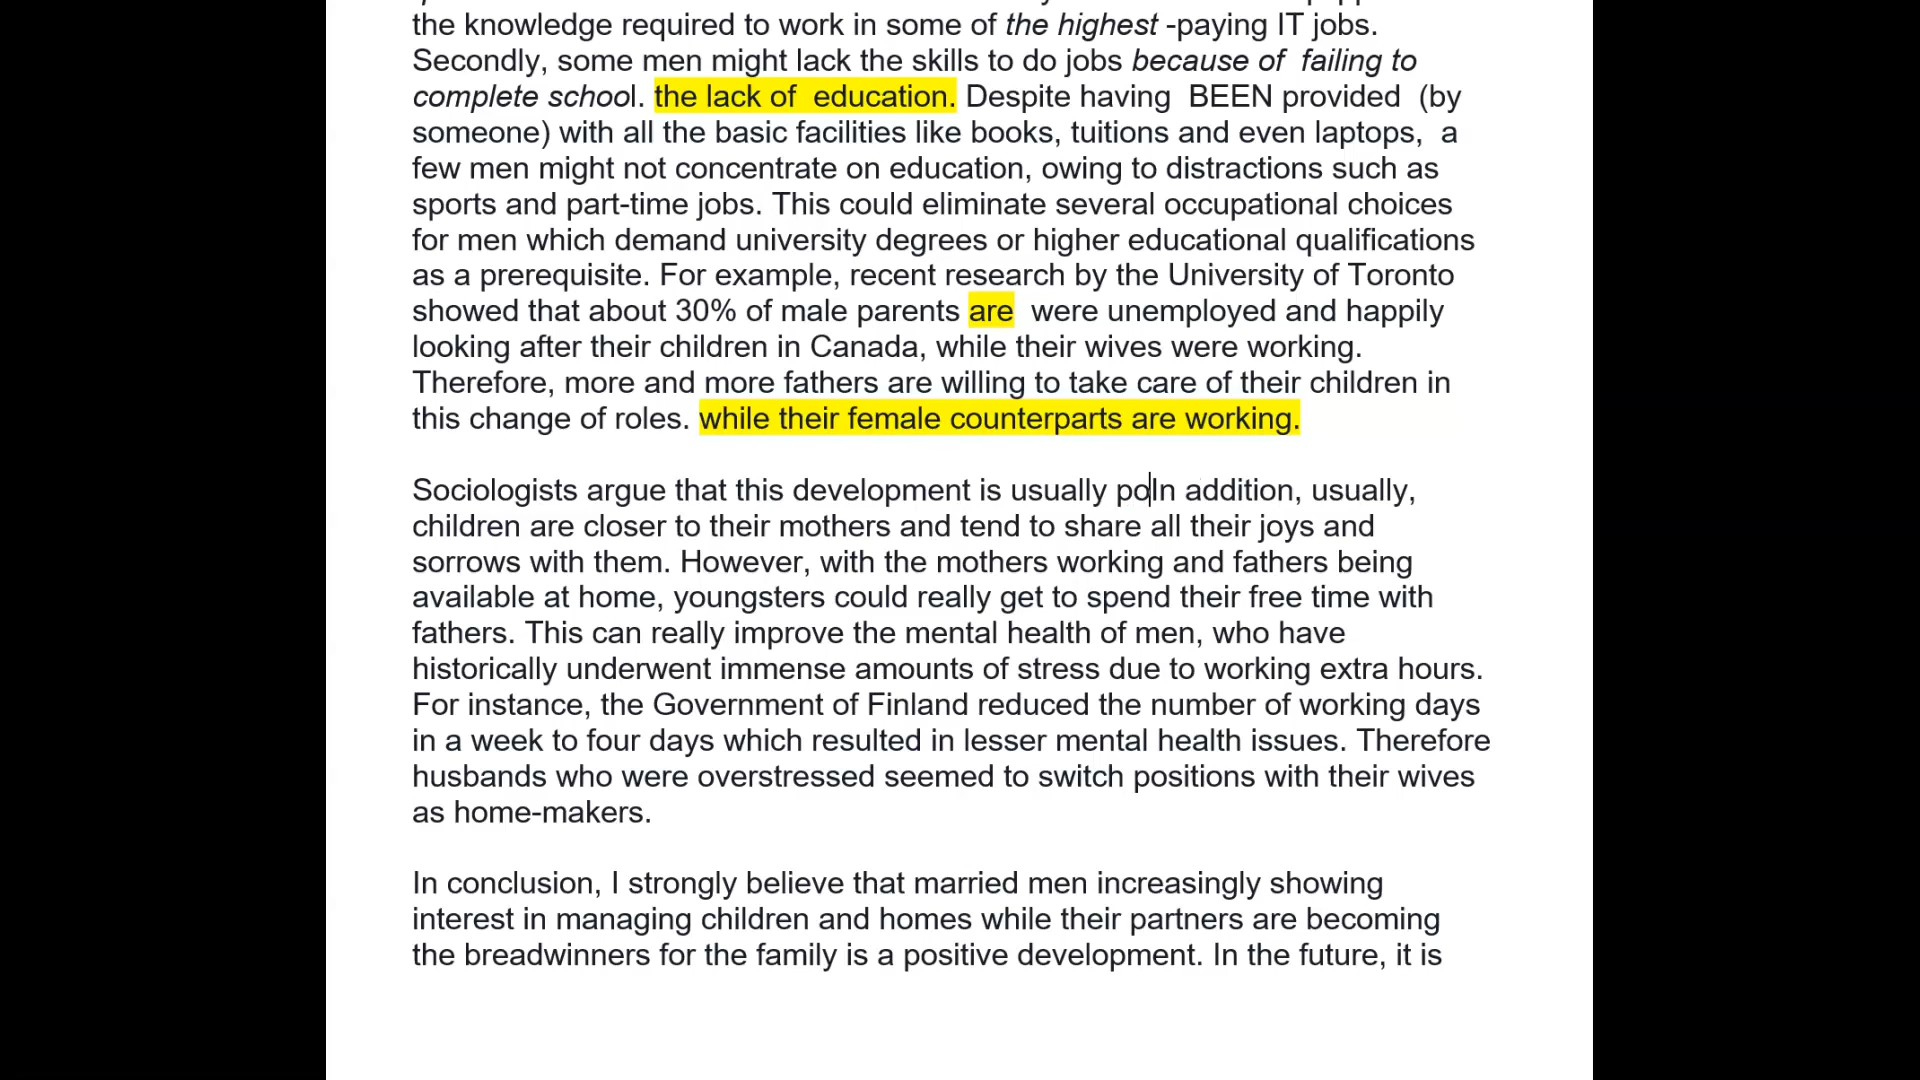 the knowledge required to work in some of the highest -paying IT jobs.
Secondly, some men might lack the skills to do jobs because of  failing to
complete school. the lack of  education. Despite having  BEEN provided  (by
someone) with all the basic facilities like books, tuitions and even laptops,  a
few men might not concentrate on education, owing to distractions such as
sports and part-time jobs. This could eliminate several occupational choices
for men which demand university degrees or higher educational qualifications
as a prerequisite. For example, recent research by the University of Toronto
showed that about 30% of male parents are  were unemployed and happily
looking after their children in Canada, while their wives were working.
Therefore, more and more fathers are willing to take care of their children in
this change of roles. while their female counterparts are working.
Sociologists argue that this development is usually poIn addition, usually,
children are closer to their mothers and tend to share all their joys and
sorrows with them. However, with the mothers working and fathers being
available at home, youngsters could really get to spend their free time with
fathers. This can really improve the mental health of men, who have
historically underwent immense amounts of stress due to working extra hours.
For instance, the Government of Finland reduced the number of working days
in a week to four days which resulted in lesser mental health issues. Therefore
husbands who were overstressed seemed to switch positions with their wives
as home-makers.
In conclusion, I strongly believe that married men increasingly showing
interest in managing children and homes while their partners are becoming
the breadwinners for the family is a positive development. In the future, it is